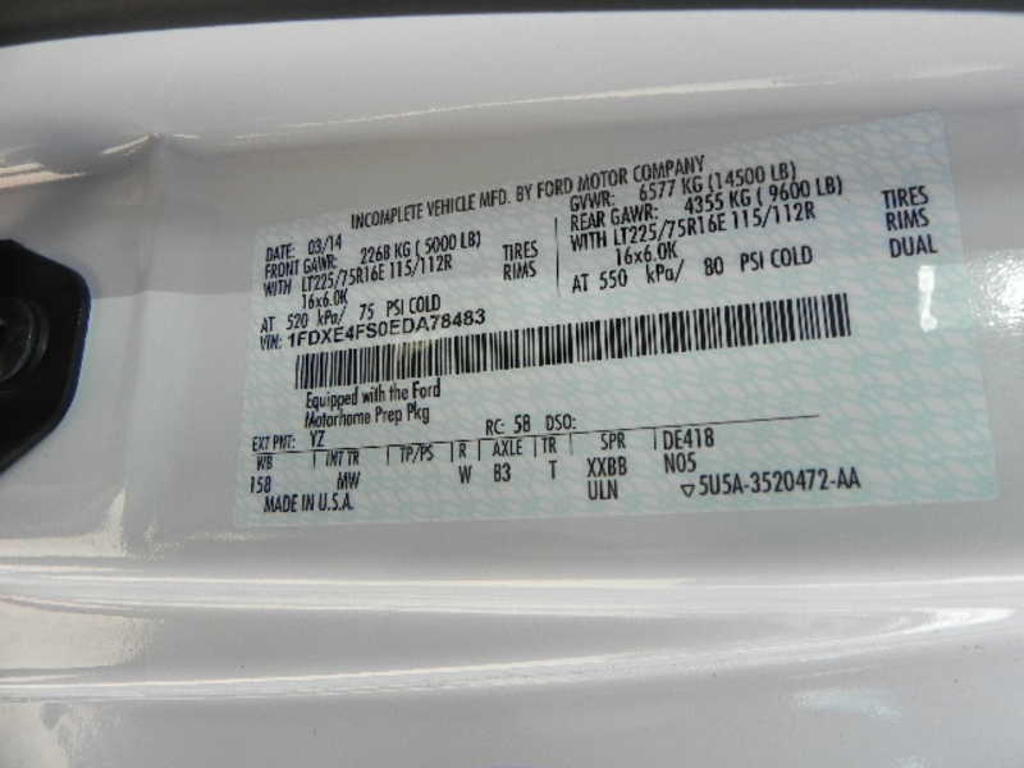 INCOMPLETE VEHICLE MFD. BY FORD MOTOR COMPANY
DATE: 03/14
FRONT GAWR: 2268 KG ( 5000 LB)
WITH LT225/75R16E 115/112R TIRES
16x6.0K RIMS
AT 520 kPa/ 75 PSI COLD
GVWR: 6577 KG (14500 LB)
REAR GAWR: 4355 KG ( 9600 LB)
WITH LT225/75R16E 115/112R TIRES
16x6.0K RIMS
AT 550 kPa/ 80 PSI COLD DUAL
VIN: 1FDXE4FS0EDA78483
Equipped with the Ford
Motorhome Prep Pkg
EXT PNT: YZ RC: 58 DSO:
WB INT TR TP/PS R AXLE TR SPR DE418
158 MW W B3 T XXBB N05
MADE IN U.S.A. ULN ▽5U5A-3520472-AA